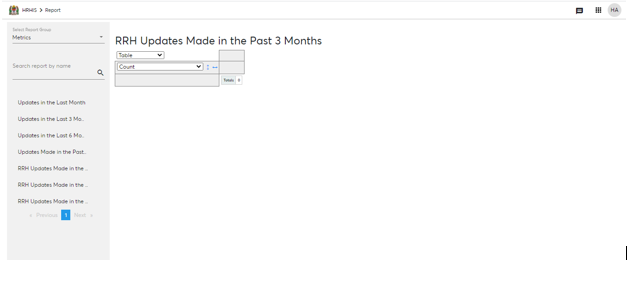 HRHIS > Report
HA
Select Report Group
Metrics
Search report by name
Updates in the Last Month
Updates in the Last 3 Mo..
Updates in the Last 6 Mo..
Updates Made in the Past..
RRH Updates Made in the ..
RRH Updates Made in the ..
RRH Updates Made in the ..
« Previous 1 Next »
RRH Updates Made in the Past 3 Months
Table
Count
Totals 0